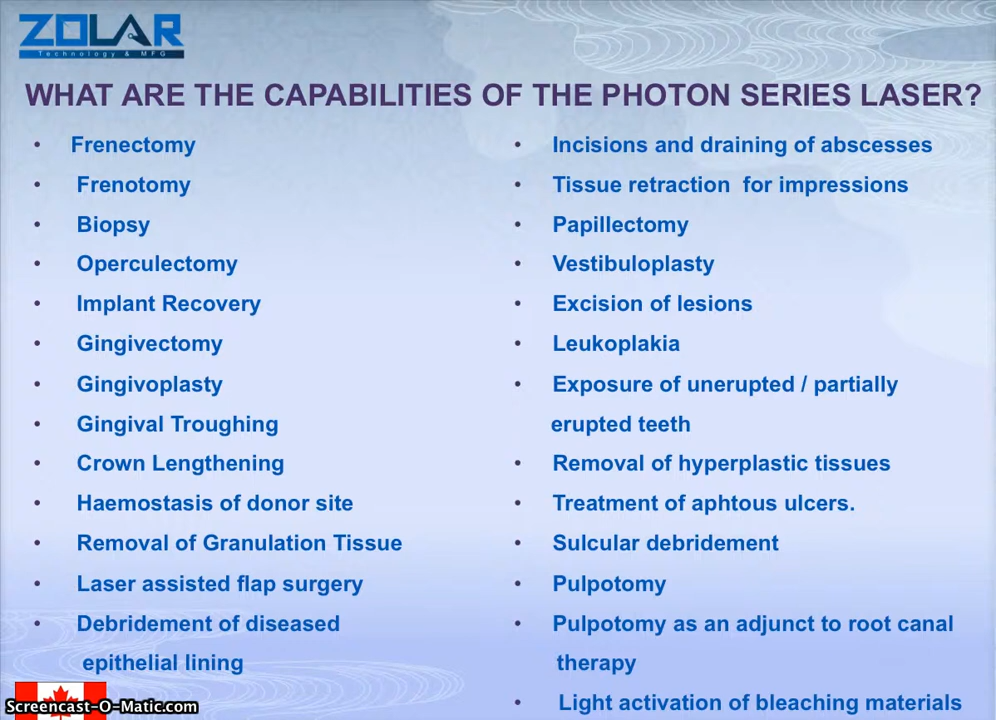 ZOLAR
Technology & MFG
WHAT ARE THE CAPABILITIES OF THE PHOTON SERIES LASER?
• Frenectomy
• Frenotomy
• Biopsy
• Operculectomy
• Implant Recovery
• Gingivectomy
• Gingivoplasty
• Gingival Troughing
• Crown Lengthening
• Haemostasis of donor site
• Removal of Granulation Tissue
• Laser assisted flap surgery
• Debridement of diseased
epithelial lining
• Incisions and draining of abscesses
• Tissue retraction for impressions
• Papillectomy
• Vestibuloplasty
• Excision of lesions
• Leukoplakia
• Exposure of unerupted / partially
erupted teeth
• Removal of hyperplastic tissues
• Treatment of aphtous ulcers.
• Sulcular debridement
• Pulpotomy
• Pulpotomy as an adjunct to root canal
therapy
• Light activation of bleaching materials
Screencast-O-Matic.com